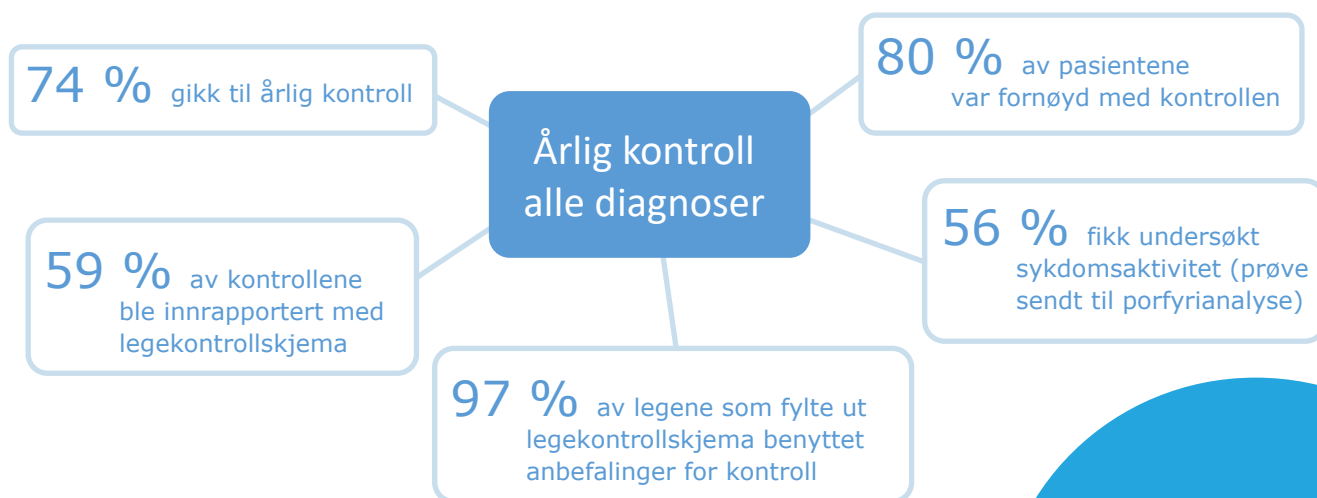 74 % gikk til årlig kontroll
80 % av pasientene
var fornøyd med kontrollen
Årlig kontroll
alle diagnoser
59 % av kontrollene
ble innrapportert med
legekontrollskjema
56 % fikk undersøkt
sykdomsaktivitet (prøve
sendt til porfyrianalyse)
97 % av legene som fylte ut
legekontrollskjema benyttet
anbefalinger for kontroll